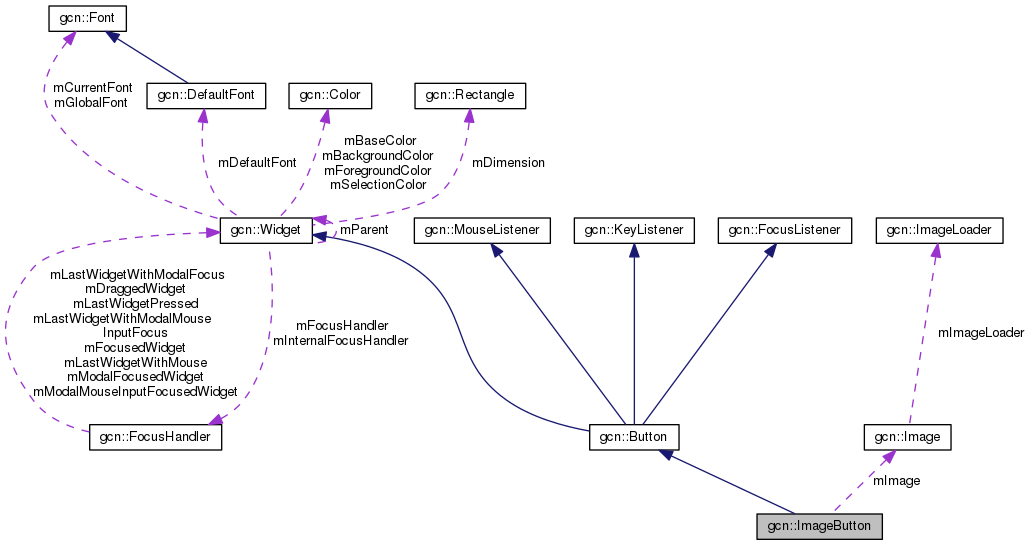 gcn::Font
mCurrentFont
mGlobalFont
gcn::DefaultFont
gcn::Color
gcn::Rectangle
mDefaultFont
mBaseColor
mBackgroundColor
mForegroundColor
mSelectionColor
mDimension
gcn::Widget
mParent
gcn::MouseListener
gcn::KeyListener
gcn::FocusListener
gcn::ImageLoader
mLastWidgetWithModalFocus
mDraggedWidget
mLastWidgetPressed
mLastWidgetWithModalMouse
InputFocus
mFocusedWidget
mLastWidgetWithMouse
mModalFocusedWidget
mModalMouseInputFocusedWidget
mFocusHandler
mInternalFocusHandler
mImageLoader
gcn::FocusHandler
gcn::Button
gcn::Image
mImage
gcn::ImageButton